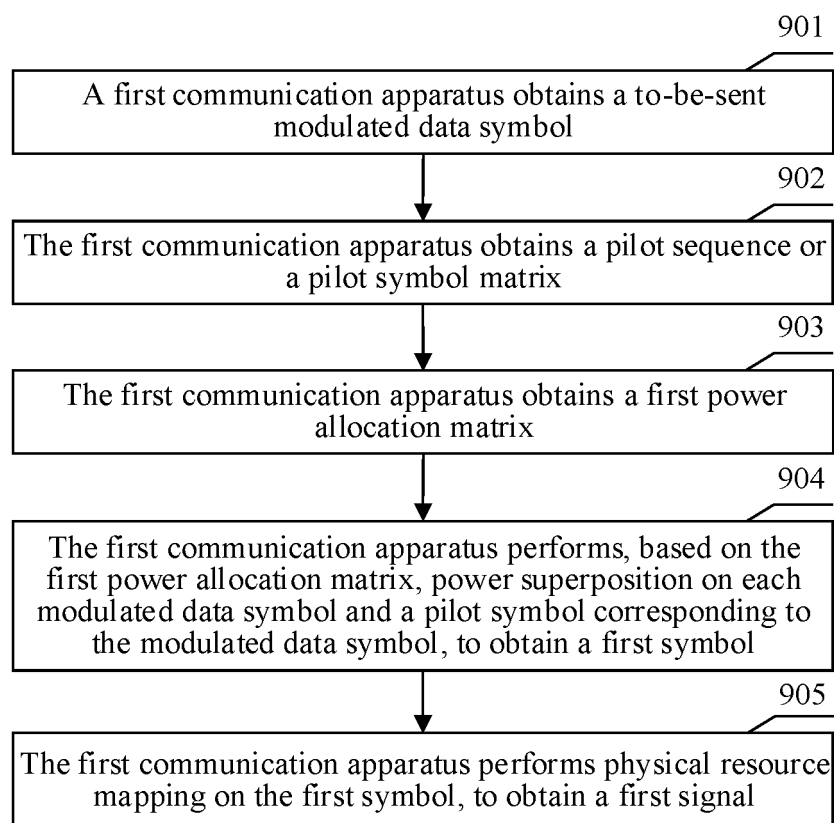 901
A first communication apparatus obtains a to-be-sent
modulated data symbol
902
The first communication apparatus obtains a pilot sequence or
a pilot symbol matrix
903
The first communication apparatus obtains a first power
allocation matrix
904
The first communication apparatus performs, based on the
first power allocation matrix, power superposition on each
modulated data symbol and a pilot symbol corresponding to
the modulated data symbol, to obtain a first symbol
905
The first communication apparatus performs physical resource
mapping on the first symbol, to obtain a first signal